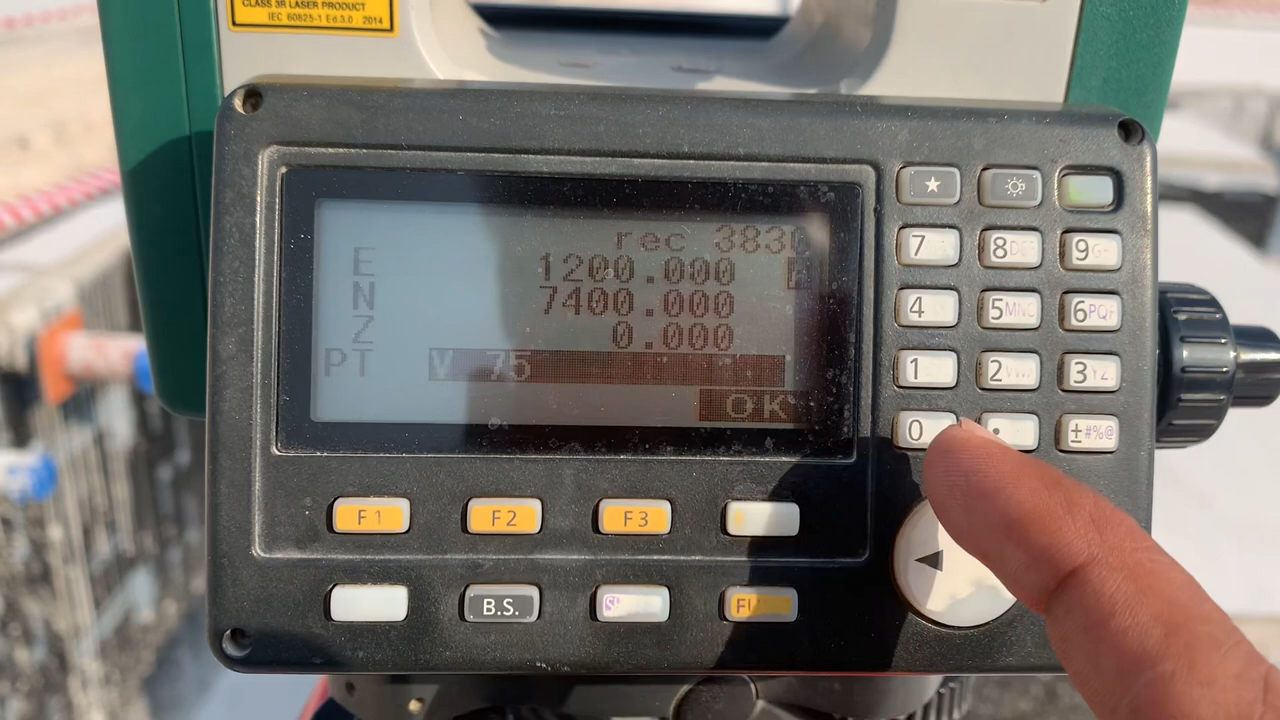 CLASS 3R LASER PRODUCT
IEC 60825-1 Ed.3.0 : 2014
rec 3830
E 1200.000
N 7400.000
Z 0.000
PT V 75
OK
7 8 9
4 5MNO 6PQR
1 2 3YZ
0 . ±#%@
F1 F2 F3
B.S.